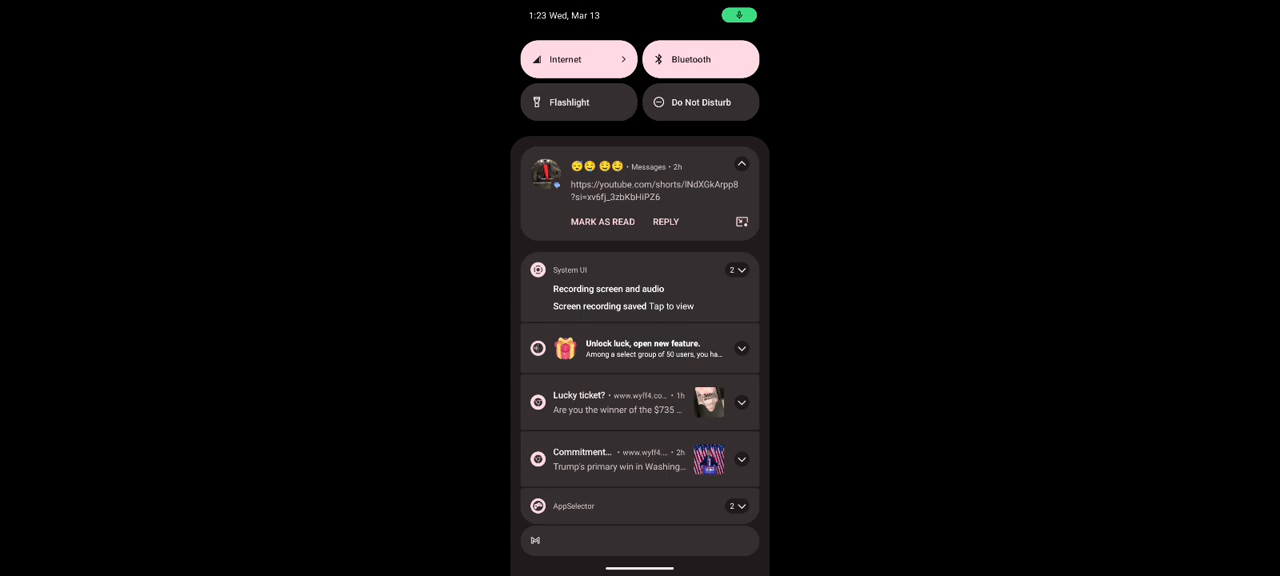 1:23 Wed, Mar 13
Internet
Bluetooth
Flashlight
Do Not Disturb
😴🤤 🤤🤤 • Messages • 2h
https://youtube.com/shorts/lNdXGkArpp8
?si=xv6fj_3zbKbHiPZ6
MARK AS READ REPLY
System UI 2
Recording screen and audio
Screen recording saved Tap to view
Unlock luck, open new feature.
Among a select group of 50 users, you ha...
Lucky ticket? • www.wyff4.co... • 1h
Are you the winner of the $735 ...
Commitment... • www.wyff4.... • 2h
Trump's primary win in Washing...
AppSelector 2